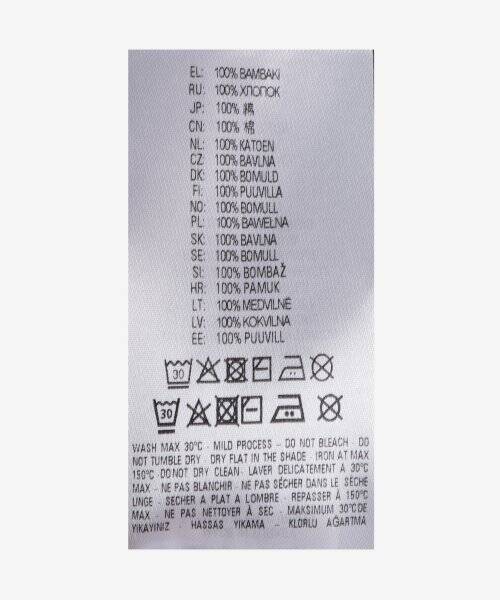 EL: 100% BAMBAKI
RU: 100% ХЛОПОК
JP: 100% 綿
CN: 100% 棉
NL: 100% KATOEN
CZ: 100% BAVLNA
DK: 100% BOMULD
FI: 100% PUUVILLA
NO: 100% BOMULL
PL: 100% BAWEŁNA
SK: 100% BAVLNA
SE: 100% BOMULL
SI: 100% BOMBAŽ
HR: 100% PAMUK
LT: 100% MEDVILNĖ
LV: 100% KOKVILNA
EE: 100% PUUVILL
30
30
WASH MAX 30°C - MILD PROCESS - DO NOT BLEACH - DO
NOT TUMBLE DRY - DRY FLAT IN THE SHADE - IRON AT MAX
150°C - DO NOT DRY CLEAN - LAVER DELICATEMENT A 30°C
MAX - NE PAS BLANCHIR - NE PAS SÉCHER DANS LE SÈCHE
LINGE - SECHER A PLAT A L OMBRE - REPASSER À 150°C
MAX - NE PAS NETTOYER À SEC - MAKSIMUM 30°C'DE
YIKAYINIZ - HASSAS YIKAMA - KLORLU AĞARTMA